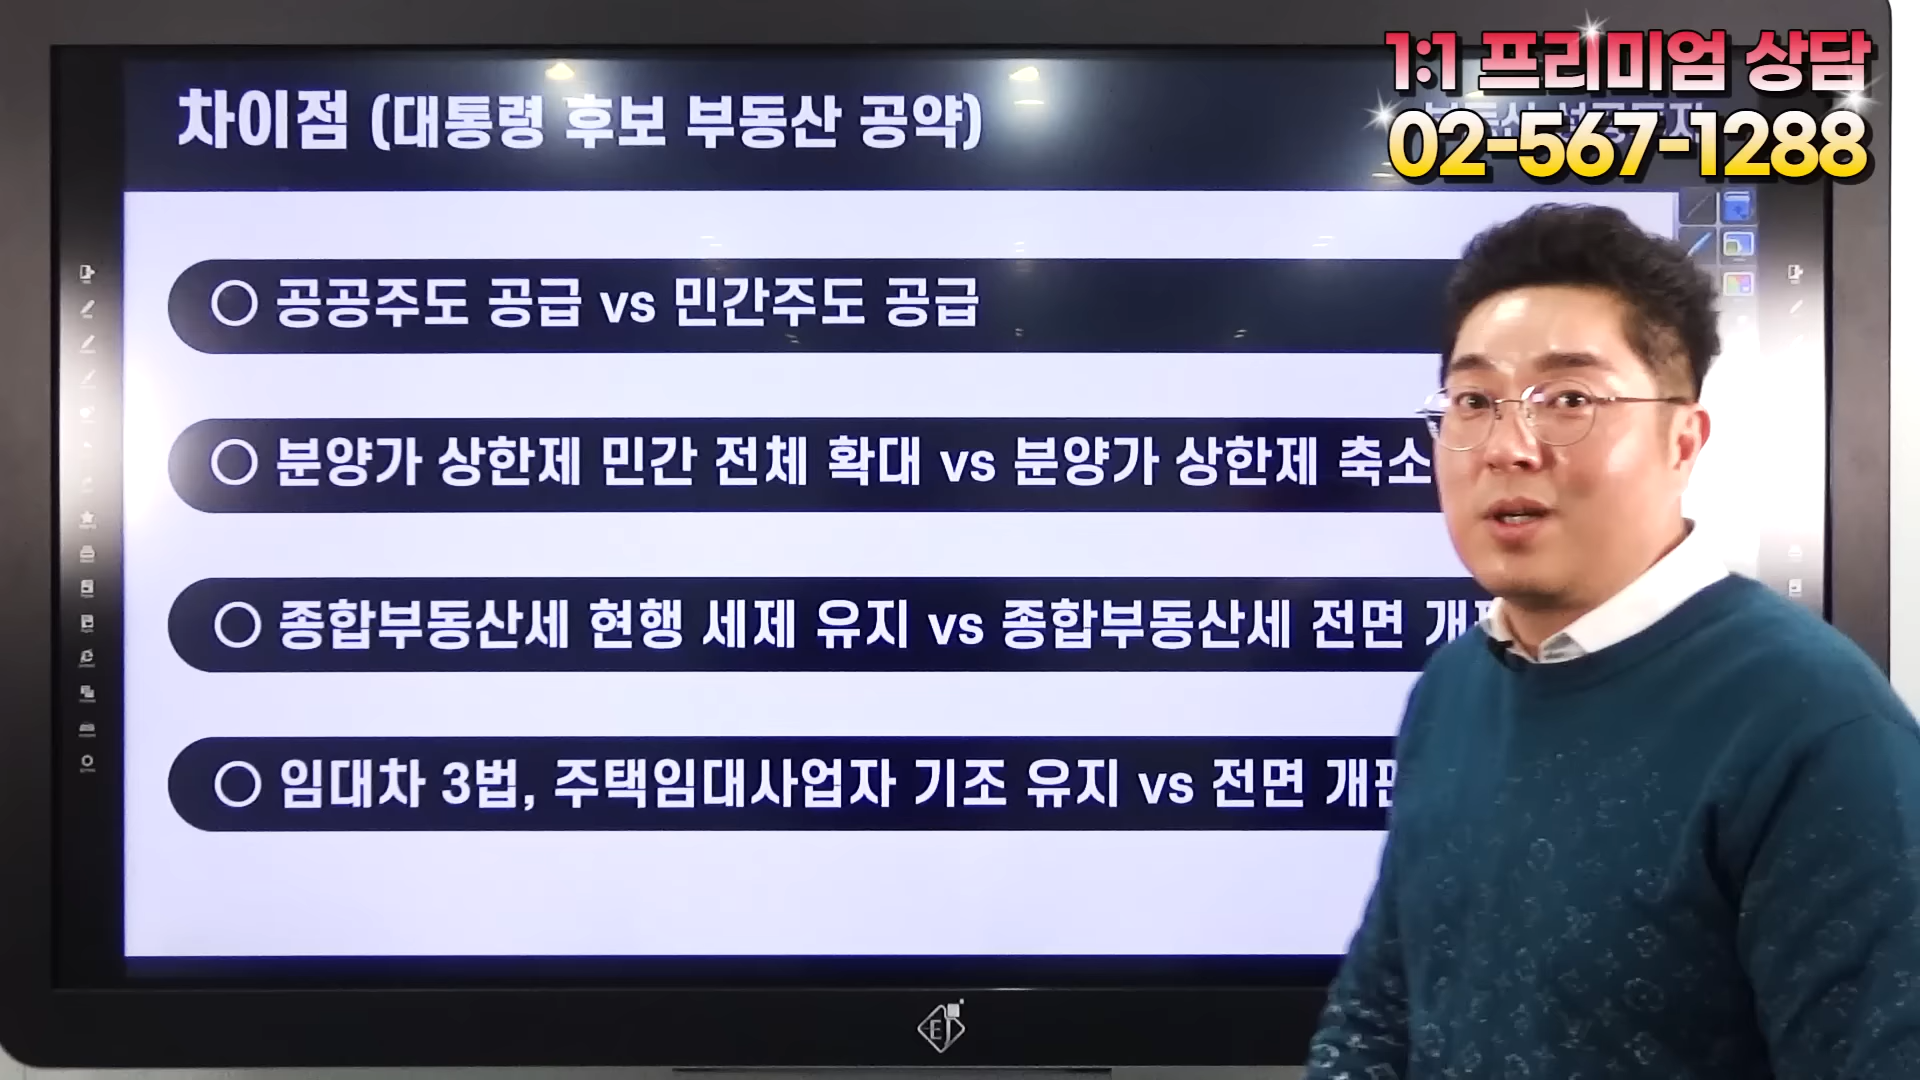 1:1 프리미엄 상담
02-567-1288
차이점 (대통령 후보 부동산 공약)
○ 공공주도 공급 vs 민간주도 공급
○ 분양가 상한제 민간 전체 확대 vs 분양가 상한제 축소
○ 종합부동산세 현행 세제 유지 vs 종합부동산세 전면
○ 임대차 3법, 주택임대사업자 기조 유지 vs 전면